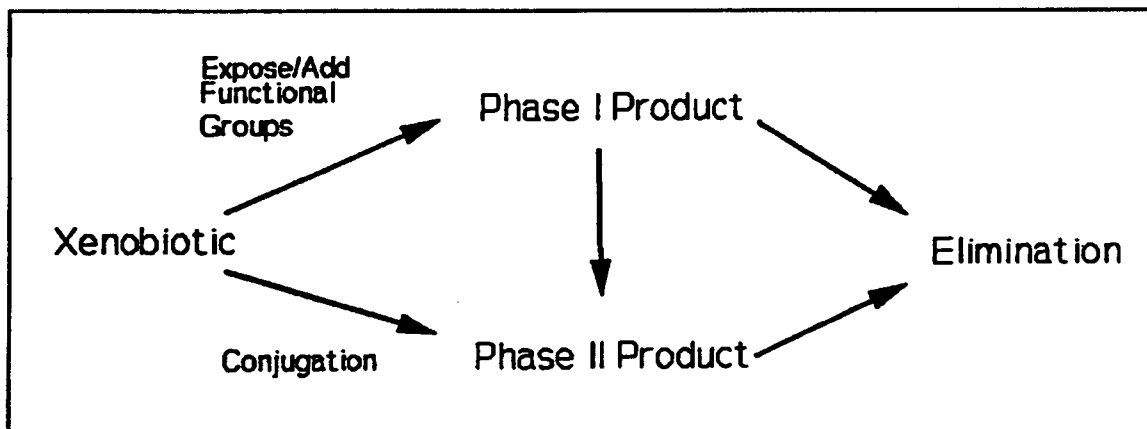 Expose/Add
Functional
Groups
Phase I Product
Xenobiotic
Elimination
Conjugation
Phase II Product